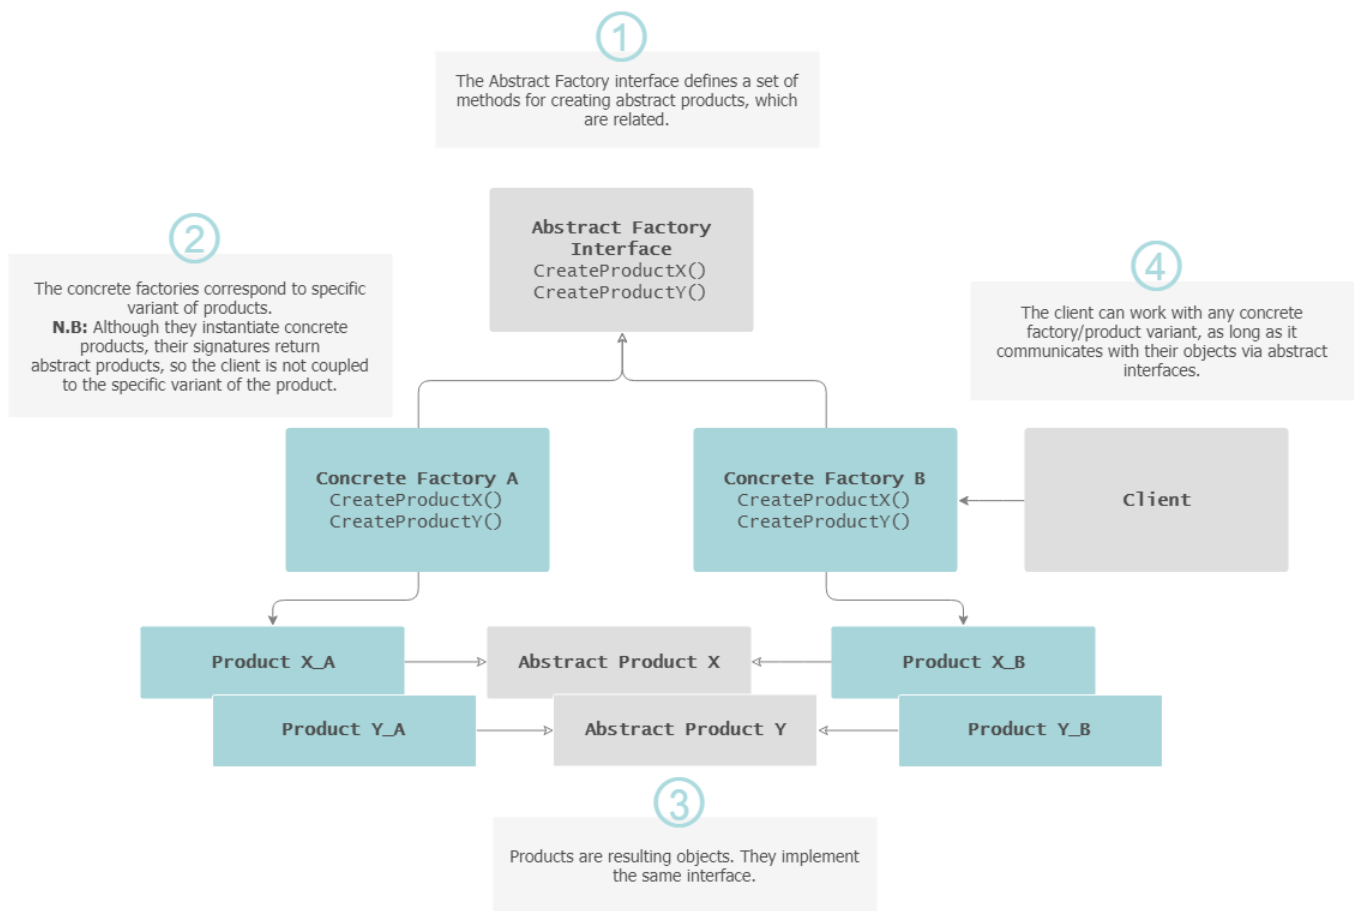 1
The Abstract Factory interface defines a set of
methods for creating abstract products, which
are related.
Abstract Factory
Interface
CreateProductX()
CreateProductY()
2
The concrete factories correspond to specific
variant of products.
N.B: Although they instantiate concrete
products, their signatures return
abstract products, so the client is not coupled
to the specific variant of the product.
4
The client can work with any concrete
factory/product variant, as long as it
communicates with their objects via abstract
interfaces.
Concrete Factory A
CreateProductX()
CreateProductY()
Concrete Factory B
CreateProductX()
CreateProductY()
Client
Product X_A
Abstract Product X
Product X_B
Product Y_A
Abstract Product Y
Product Y_B
3
Products are resulting objects. They implement
the same interface.